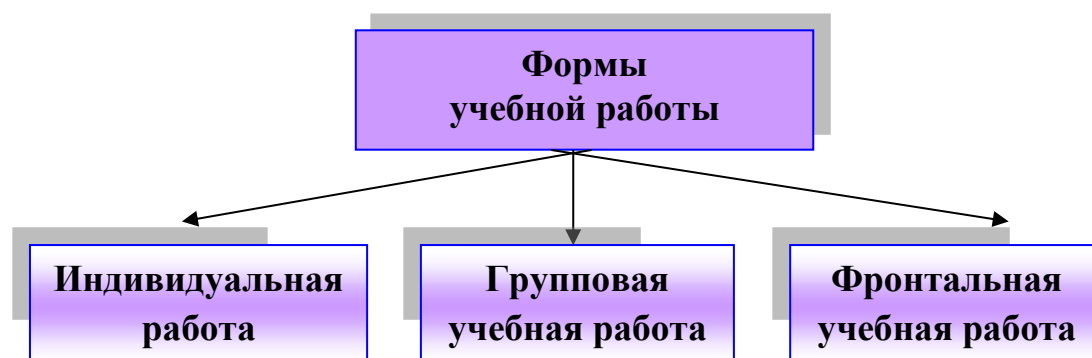 Формы
учебной работы
Индивидуальная
работа
Групповая
учебная работа
Фронтальная
учебная работа